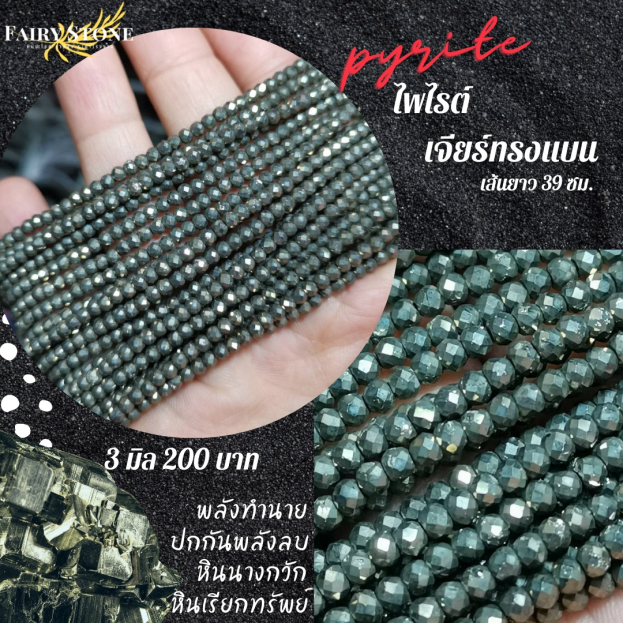 FAIRY STONE
pyrite
ไพไรต์
เจียร์ทรงแบน
เส้นยาว 39 ซม.
3 มิล 200 บาท
พลังทำนาย
ปกกันพลังลบ
หินนางกวัก
หินเรียกทรัพย์